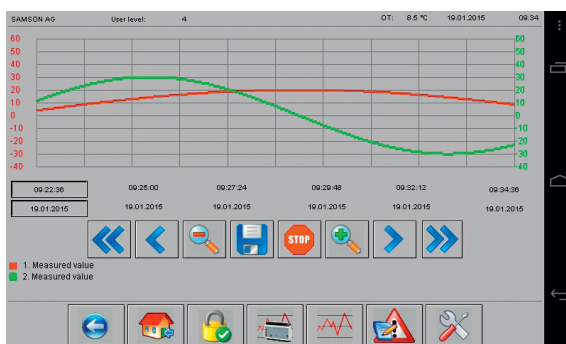 SAMSON AG User level: 4 OT: 8.5 °C 19.01.2015 09:34
60 60
50 50
40 40
30 30
20 20
10 10
0 0
-10 -10
-20 -20
-30 -30
-40 -40
09:22:36 09:25:00 09:27:24 09:29:48 09:32:12 09:34:36
19.01.2015 19.01.2015 19.01.2015 19.01.2015 19.01.2015 19.01.2015
STOP
1. Measured value
2. Measured value